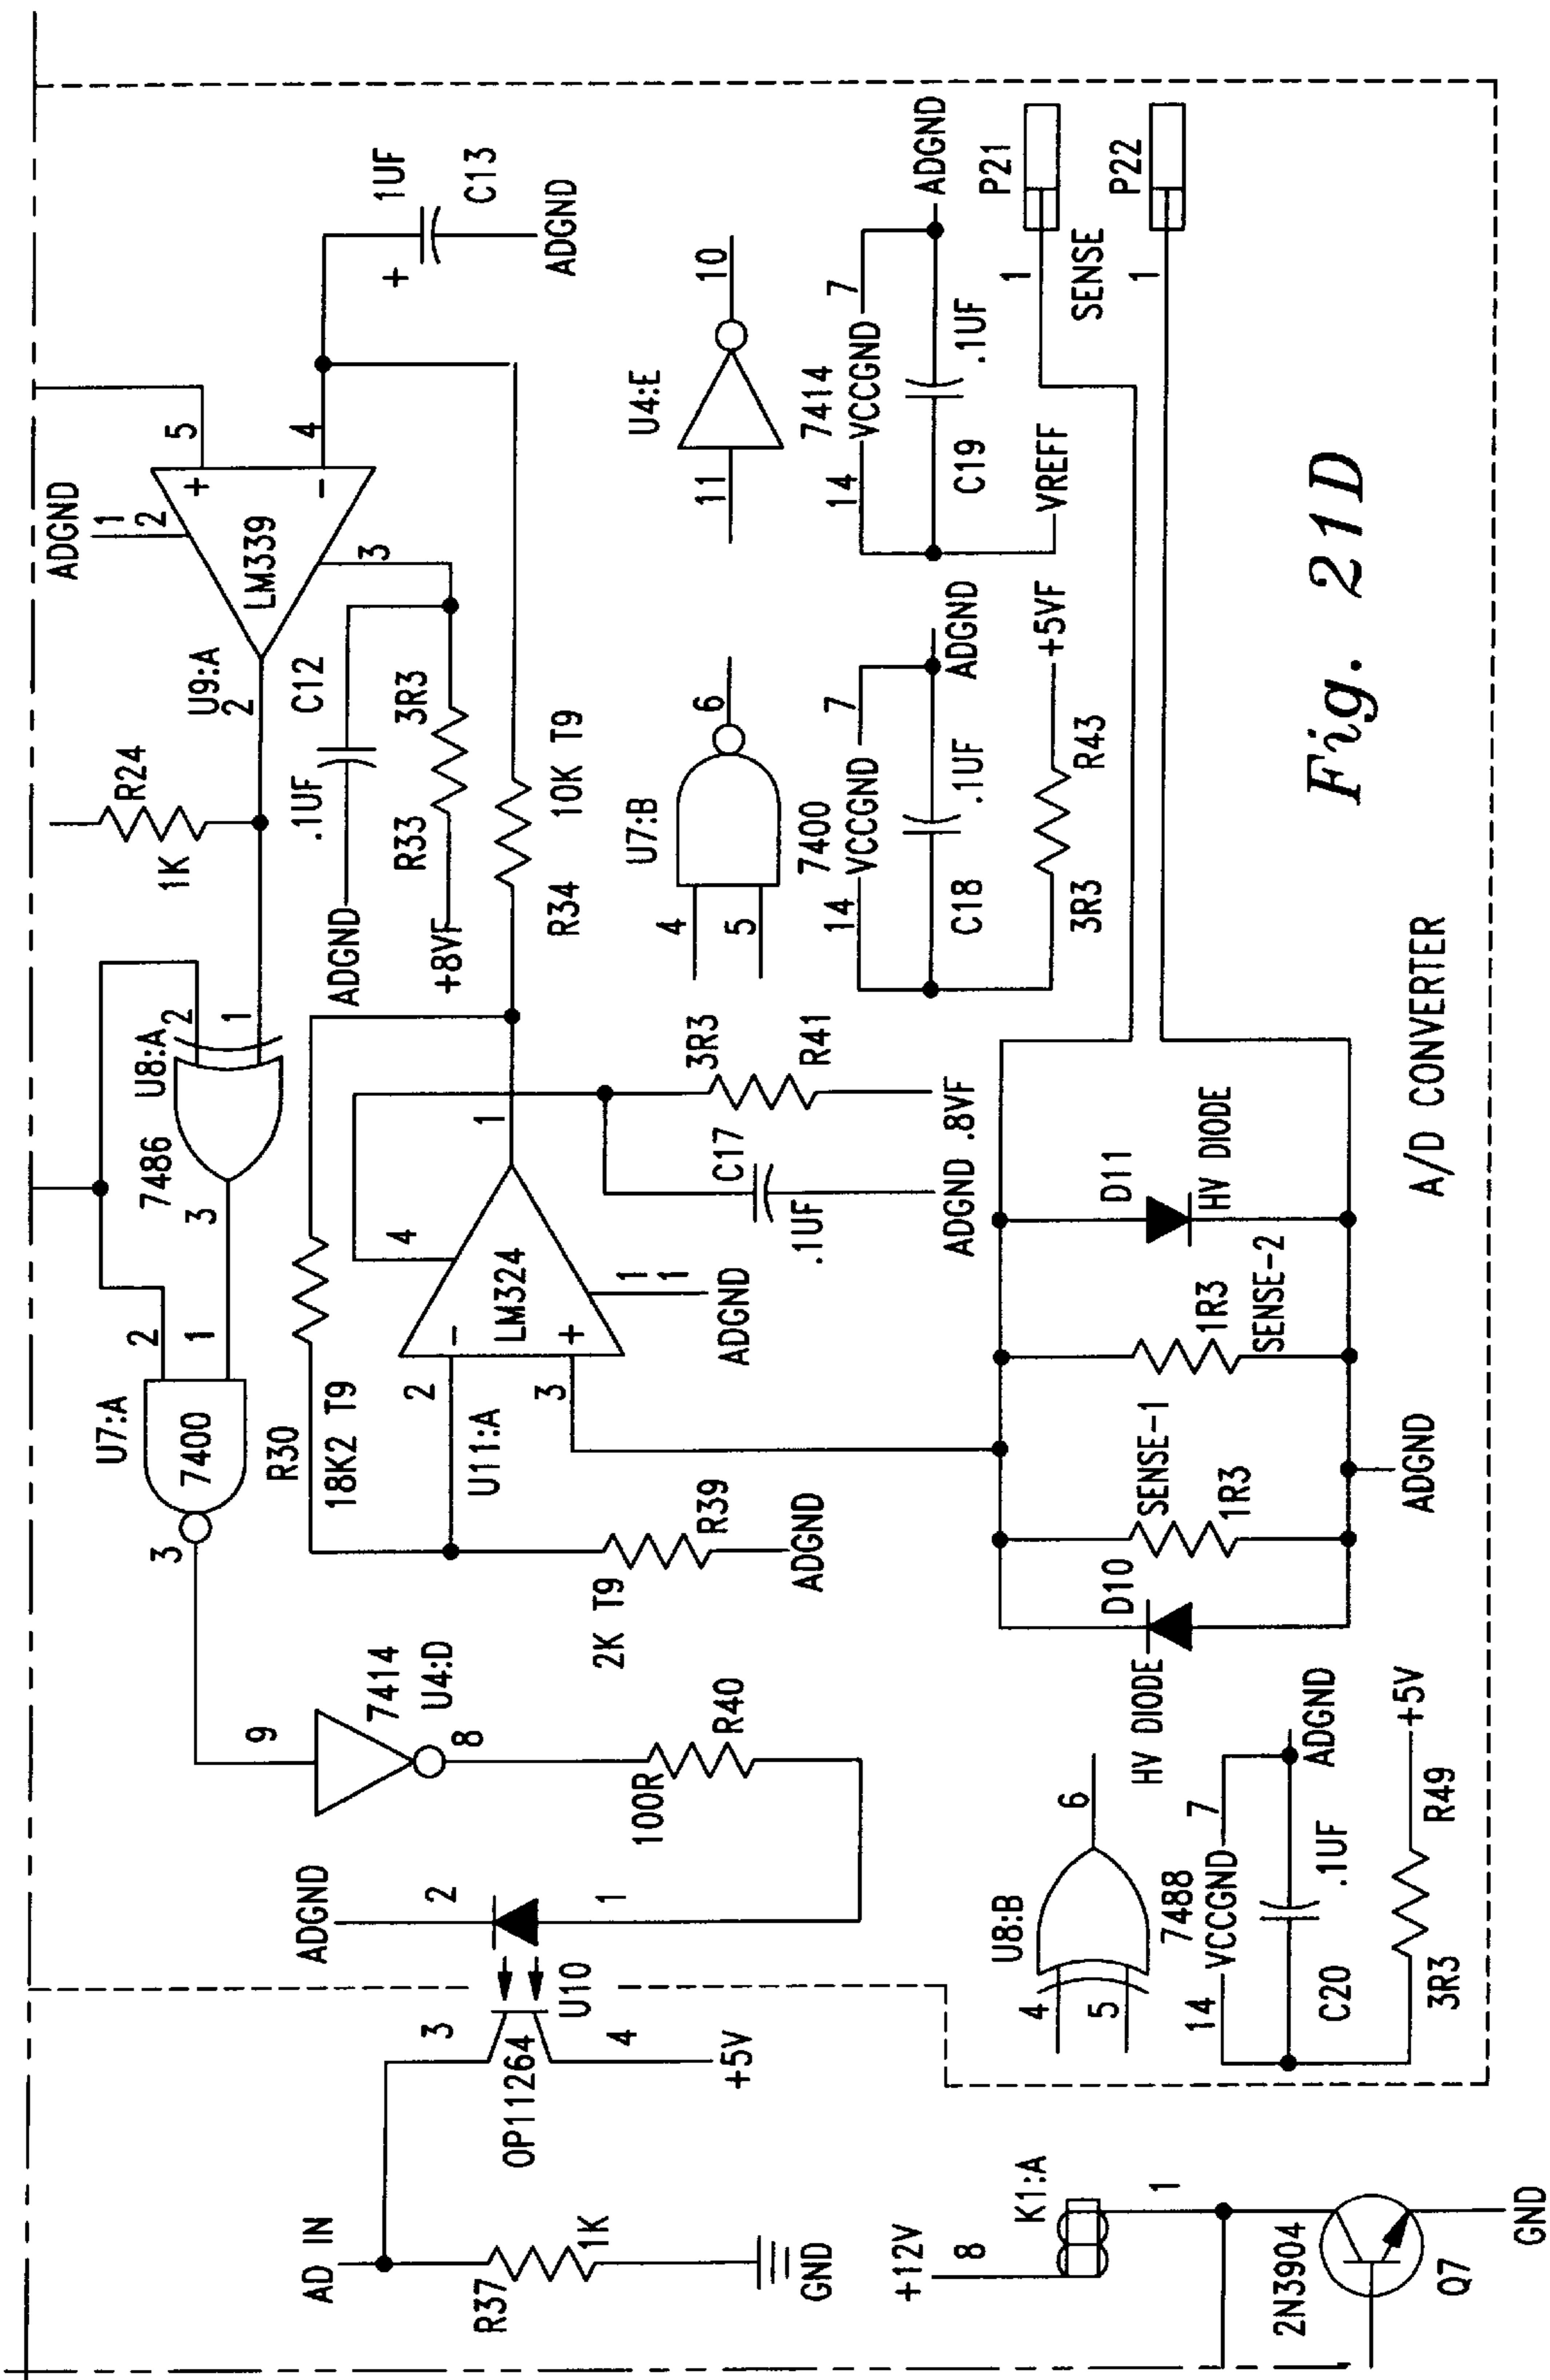 ADGND
1
2
5
+
4
-
LM339
3
U9:A
2
1UF
+
C13
ADGND
R24
1K
C12
.1UF
ADGND
3R3
R33
+8VF
10K T9
R34
U8:A
2
1
7486
3
U7:A
2
1
7400
3
R30
18K2 T9
1
4
LM324
-
+
2
3
U11:A
1
1
ADGND
3R3
R41
C17
.1UF
ADGND
.8VF
2K T9
R39
ADGND
9
7414
U4:D
8
100R
R40
ADGND
2
1
U10
OP11264
3
4
+5V
AD IN
R37
1K
GND
U4:E
11
10
7414
14
VCCGND
7
ADGND
C19
.1UF
VREFF
U7:B
4
5
6
7400
14
VCCGND
7
ADGND
C18
.1UF
3R3
R43
+5VF
P21
1
SENSE
P22
1
D11
HV DIODE
1R3
SENSE-2
SENSE-1
1R3
D10
HV DIODE
ADGND
U8:B
4
5
6
7488
14
VCCGND
7
ADGND
C20
.1UF
3R3
R49
+5V
+12V
8
K1:A
1
2N3904
Q7
GND
A/D CONVERTER
Fig. 21D